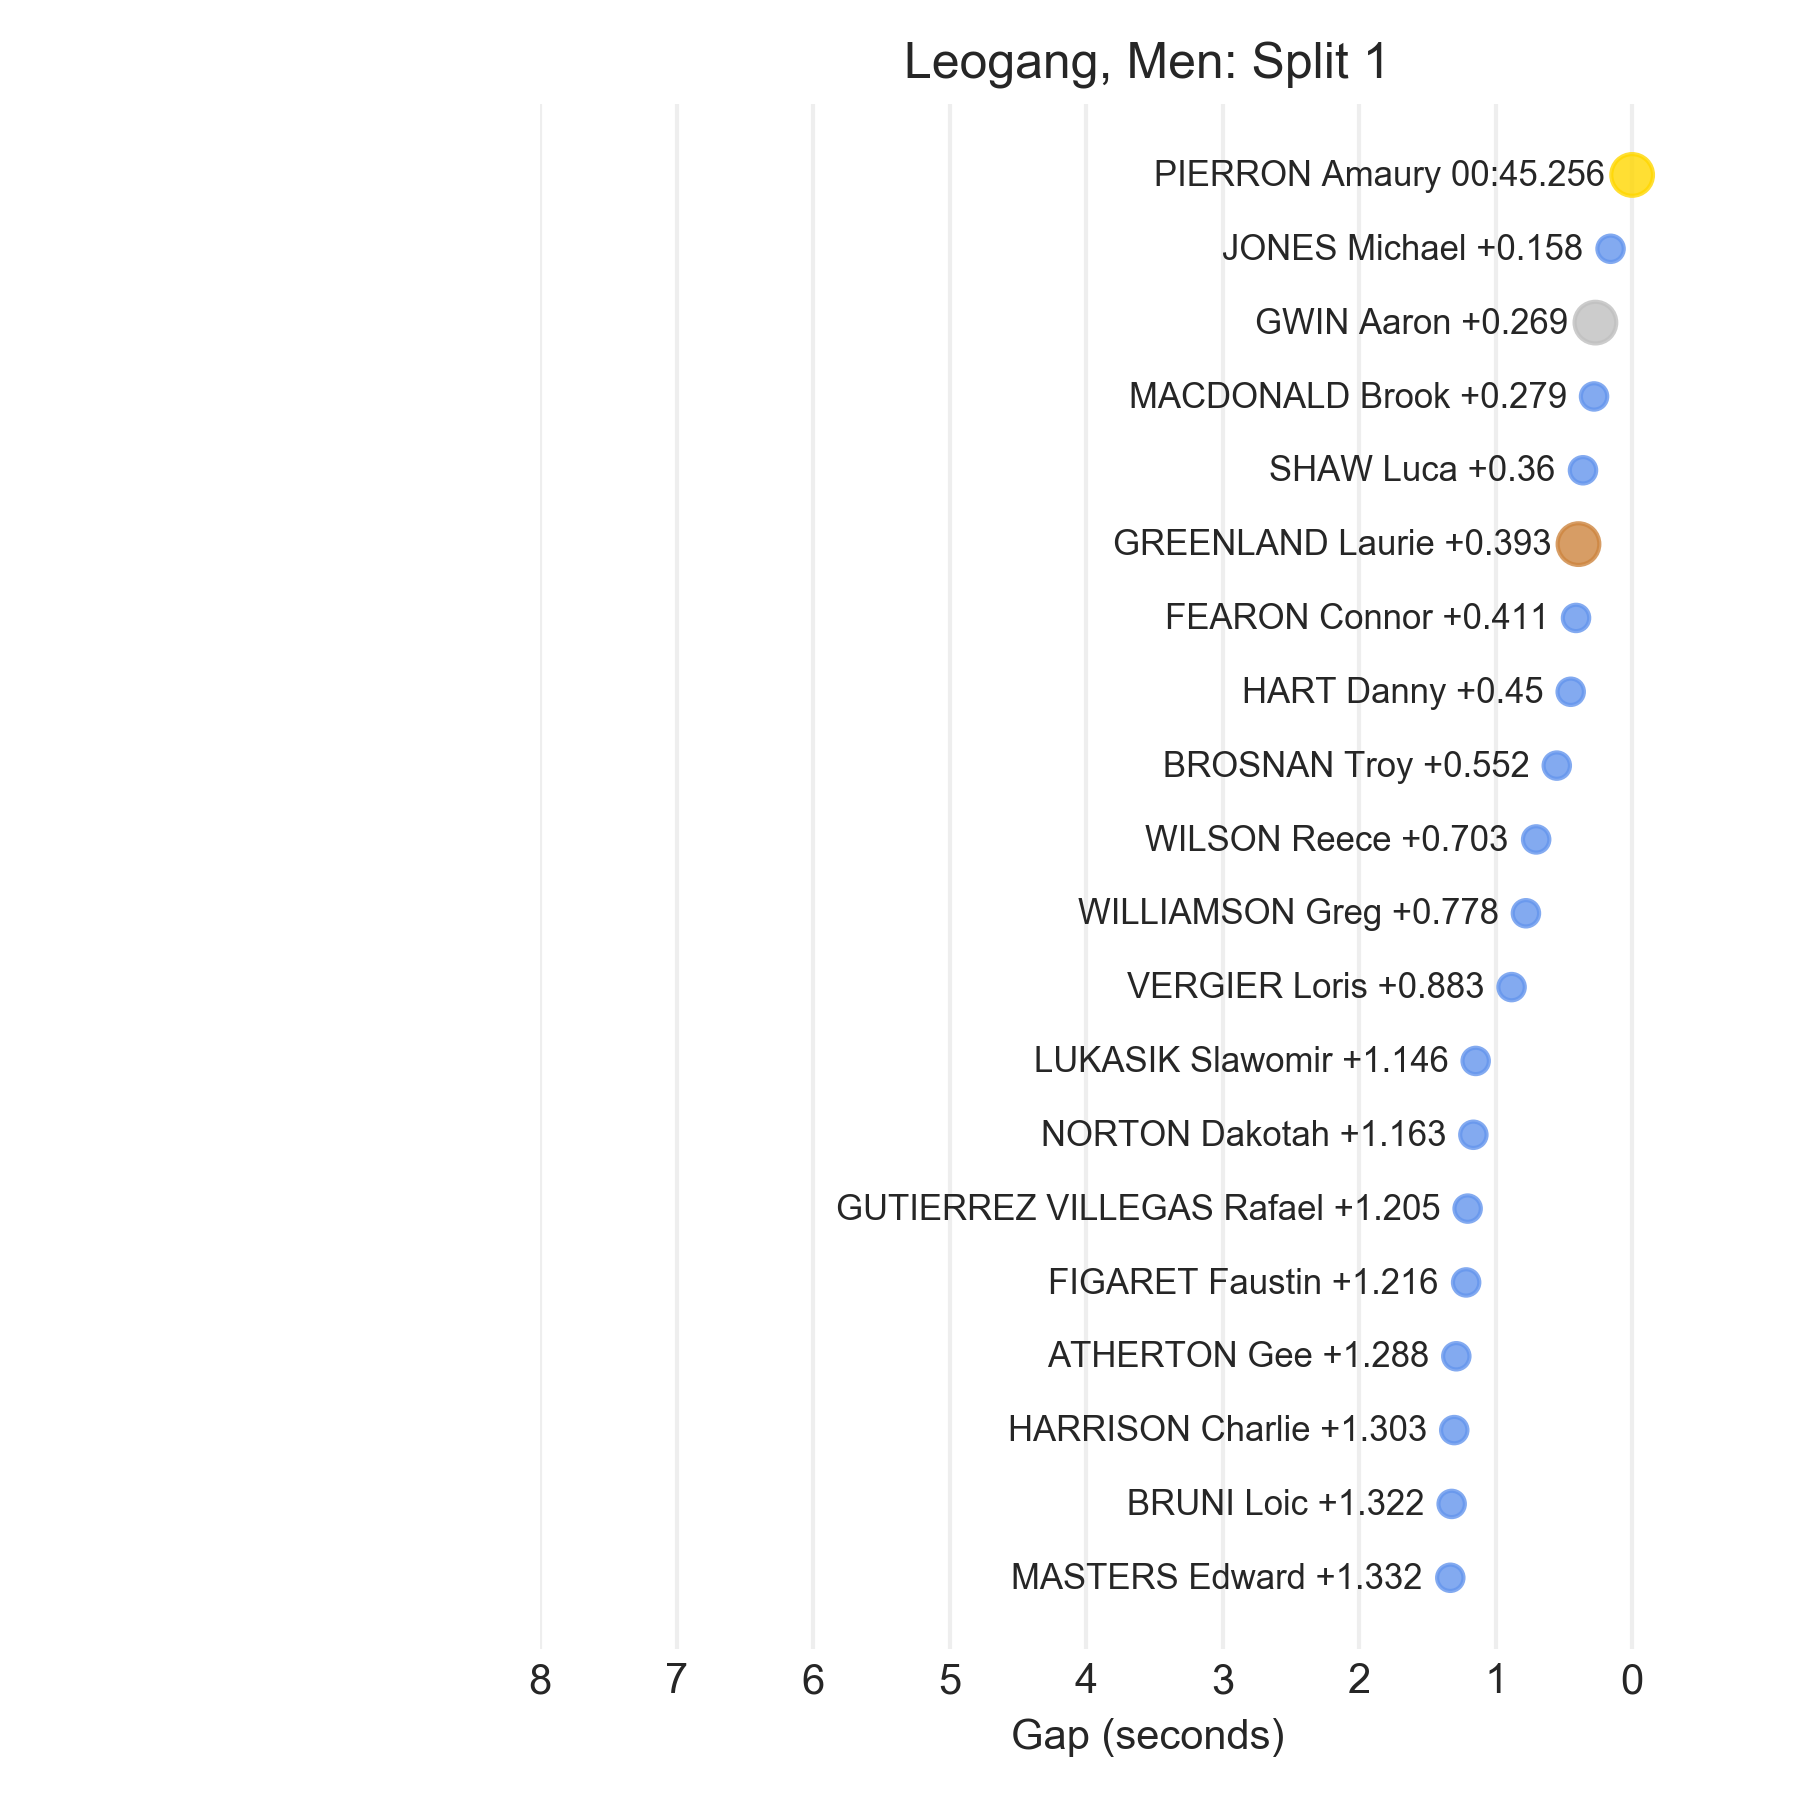 Leogang, Men: Split 1
PIERRON Amaury 00:45.256
JONES Michael +0.158
GWIN Aaron +0.269
MACDONALD Brook +0.279
SHAW Luca +0.36
GREENLAND Laurie +0.393
FEARON Connor +0.411
HART Danny +0.45
BROSNAN Troy +0.552
WILSON Reece +0.703
WILLIAMSON Greg +0.778
VERGIER Loris +0.883
LUKASIK Slawomir +1.146
NORTON Dakotah +1.163
GUTIERREZ VILLEGAS Rafael +1.205
FIGARET Faustin +1.216
ATHERTON Gee +1.288
HARRISON Charlie +1.303
BRUNI Loic +1.322
MASTERS Edward +1.332
8 7 6 5 4 3 2 1 0
Gap (seconds)